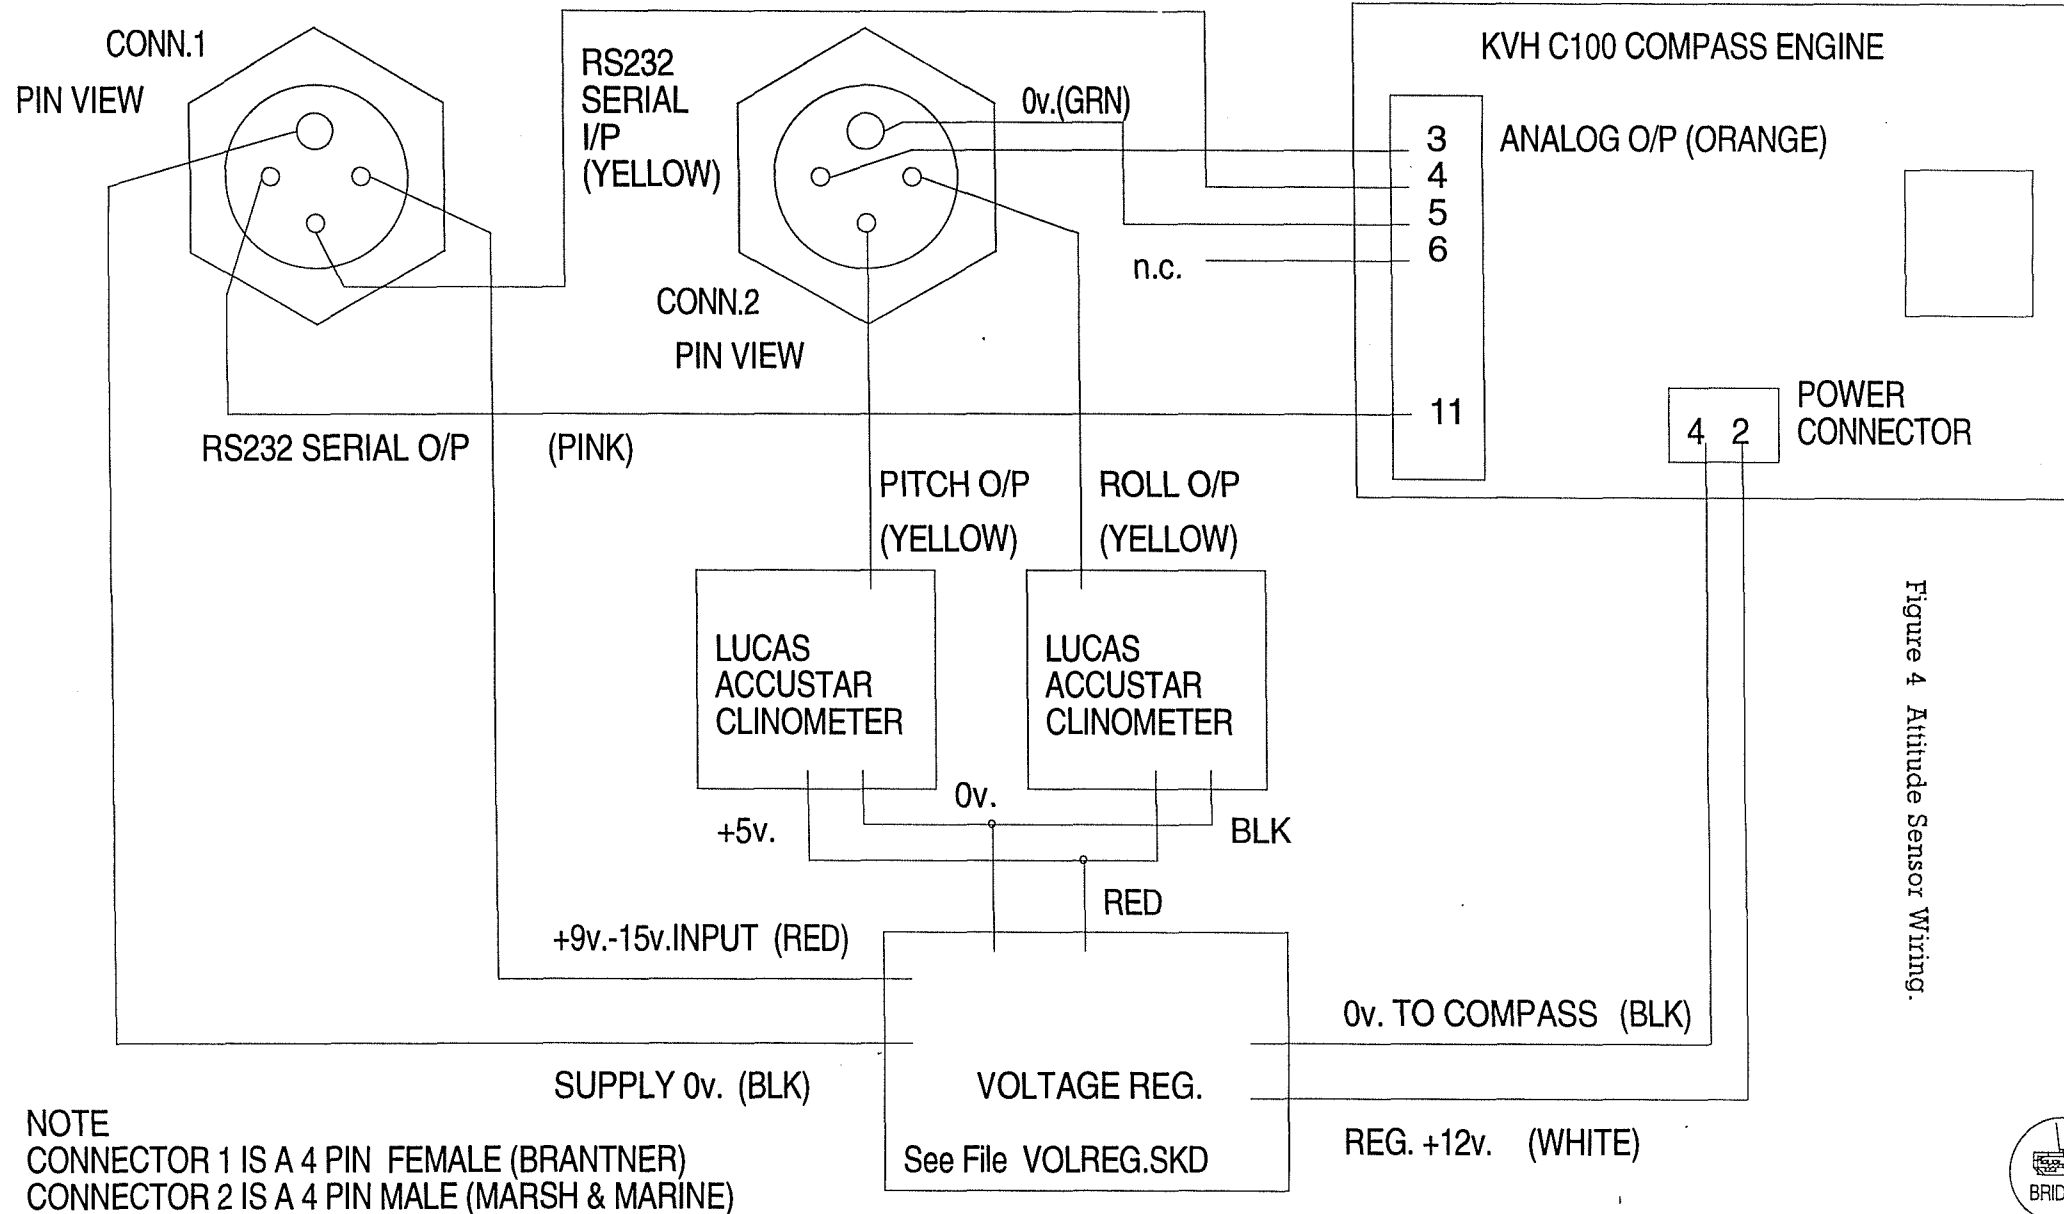 CONN.1
PIN VIEW
RS232
SERIAL
I/P
(YELLOW)
0v.(GRN)
KVH C100 COMPASS ENGINE
3
ANALOG O/P (ORANGE)
4
5
6
n.c.
CONN.2
PIN VIEW
11
RS232 SERIAL O/P (PINK)
POWER
CONNECTOR
4 2
PITCH O/P
(YELLOW)
ROLL O/P
(YELLOW)
LUCAS
ACCUSTAR
CLINOMETER
LUCAS
ACCUSTAR
CLINOMETER
0v.
+5v.
BLK
RED
+9v.-15v.INPUT (RED)
0v. TO COMPASS (BLK)
SUPPLY 0v. (BLK)
VOLTAGE REG.
See File VOLREG.SKD
REG. +12v. (WHITE)
NOTE
CONNECTOR 1 IS A 4 PIN FEMALE (BRANTNER)
CONNECTOR 2 IS A 4 PIN MALE (MARSH & MARINE)
Figure 4 Attitude Sensor Wiring.
BRID